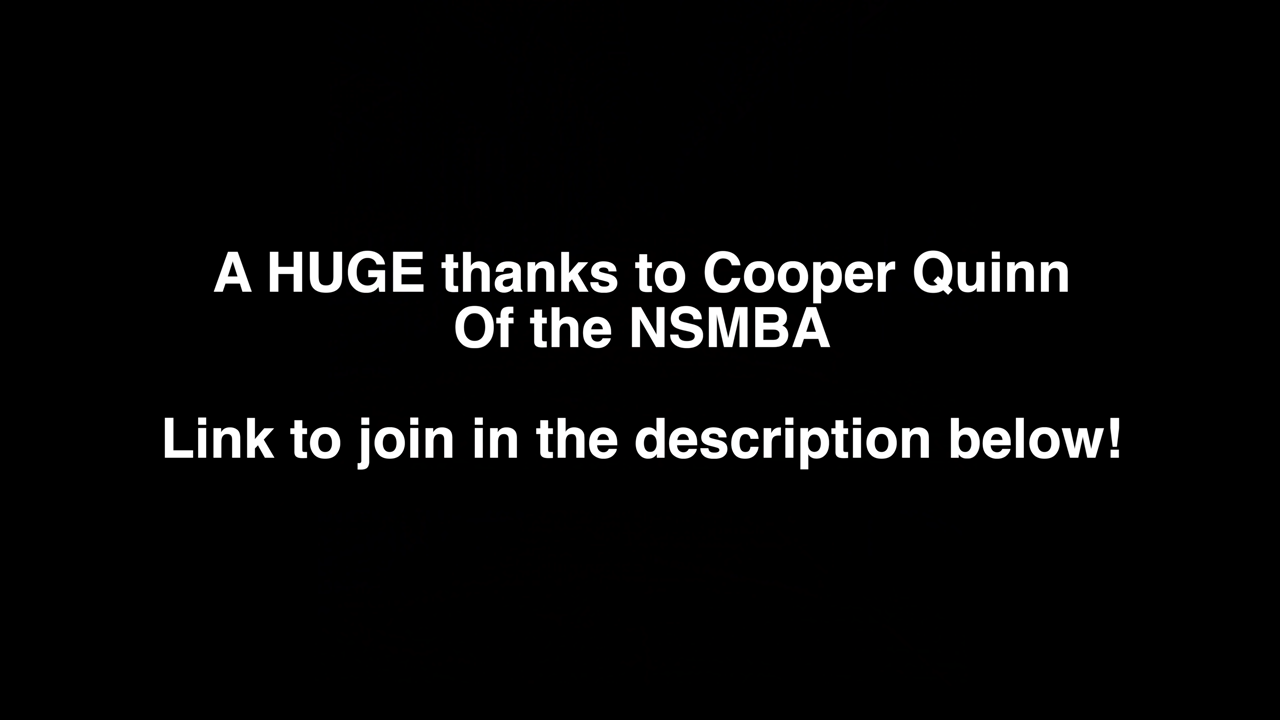 A HUGE thanks to Cooper Quinn
Of the NSMBA
Link to join in the description below!